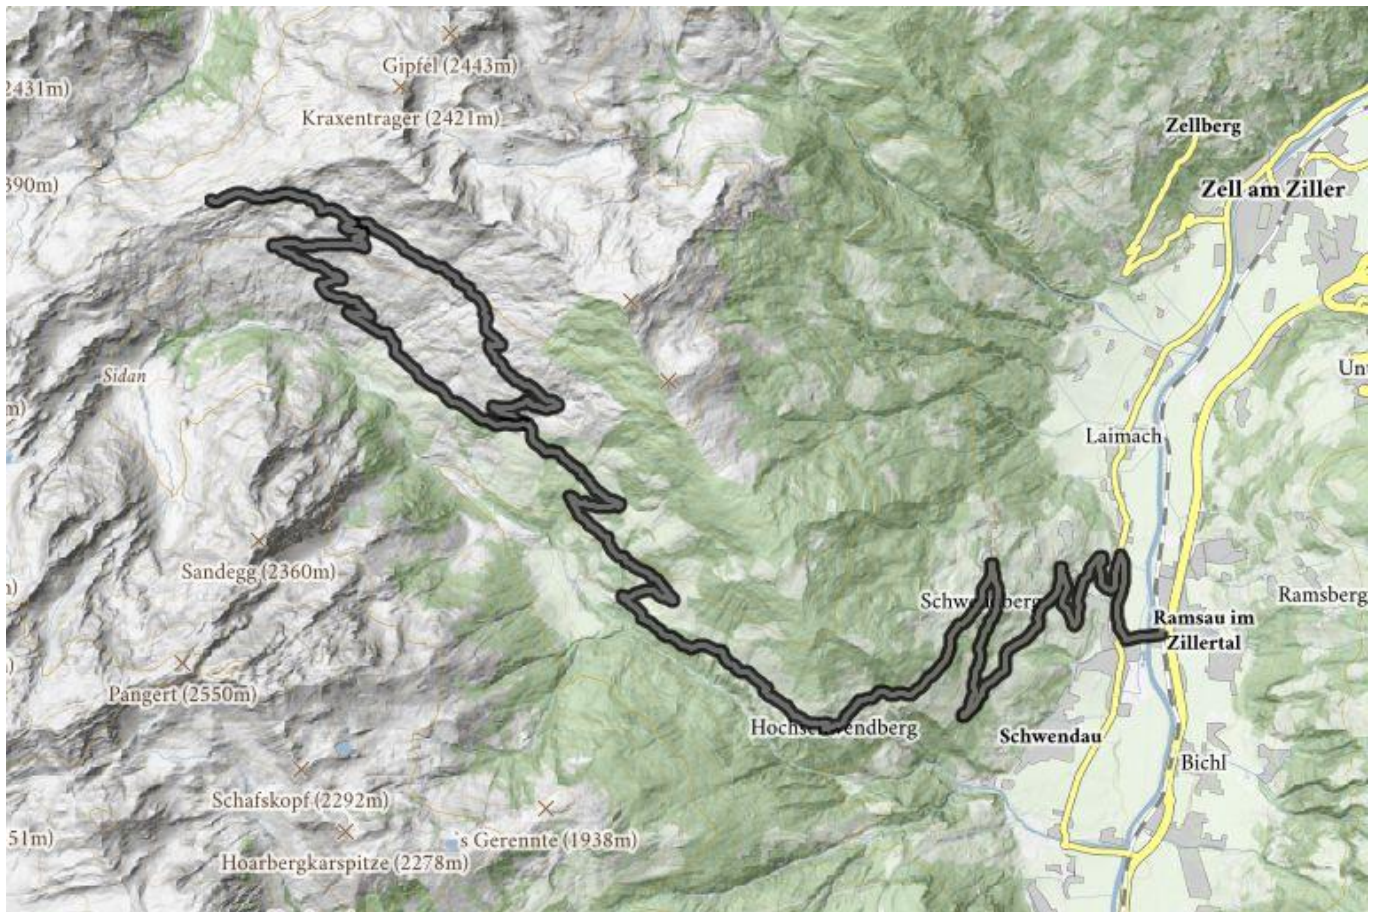 Gipfel (2443m)
2431m)
Kraxentrager (2421m)
Zellberg
390m)
Zell am Ziller
Sidan
m)
Laimach
Sandegg (2360m)
Ramsberg
Ramsau im
Zillertal
Pangert (2550m)
Hochschwendberg
Schwendau
Bichl
Schafskopf (2292m)
51m)
's Gerennte (1938m)
Hoarbergkarspitze (2278m)